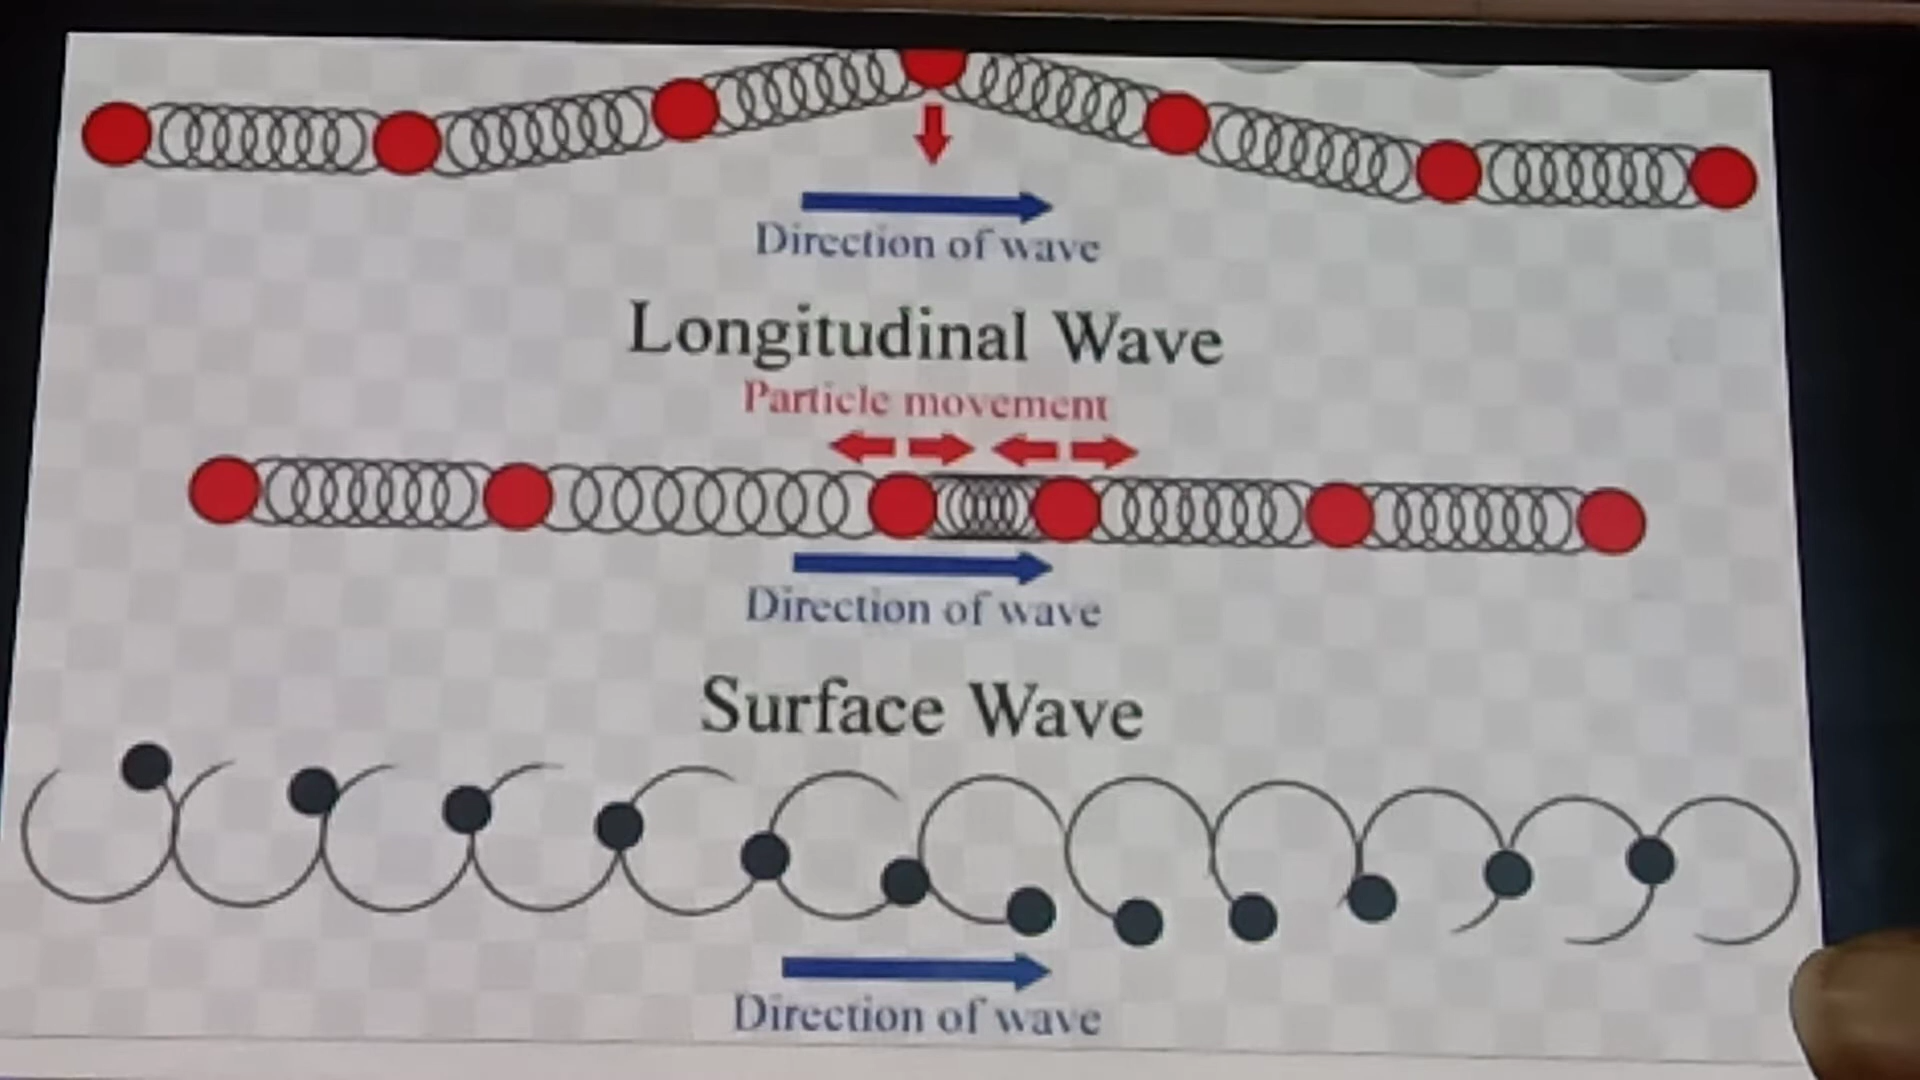 Direction of wave
Longitudinal Wave
Particle movement
Direction of wave
Surface Wave
Direction of wave